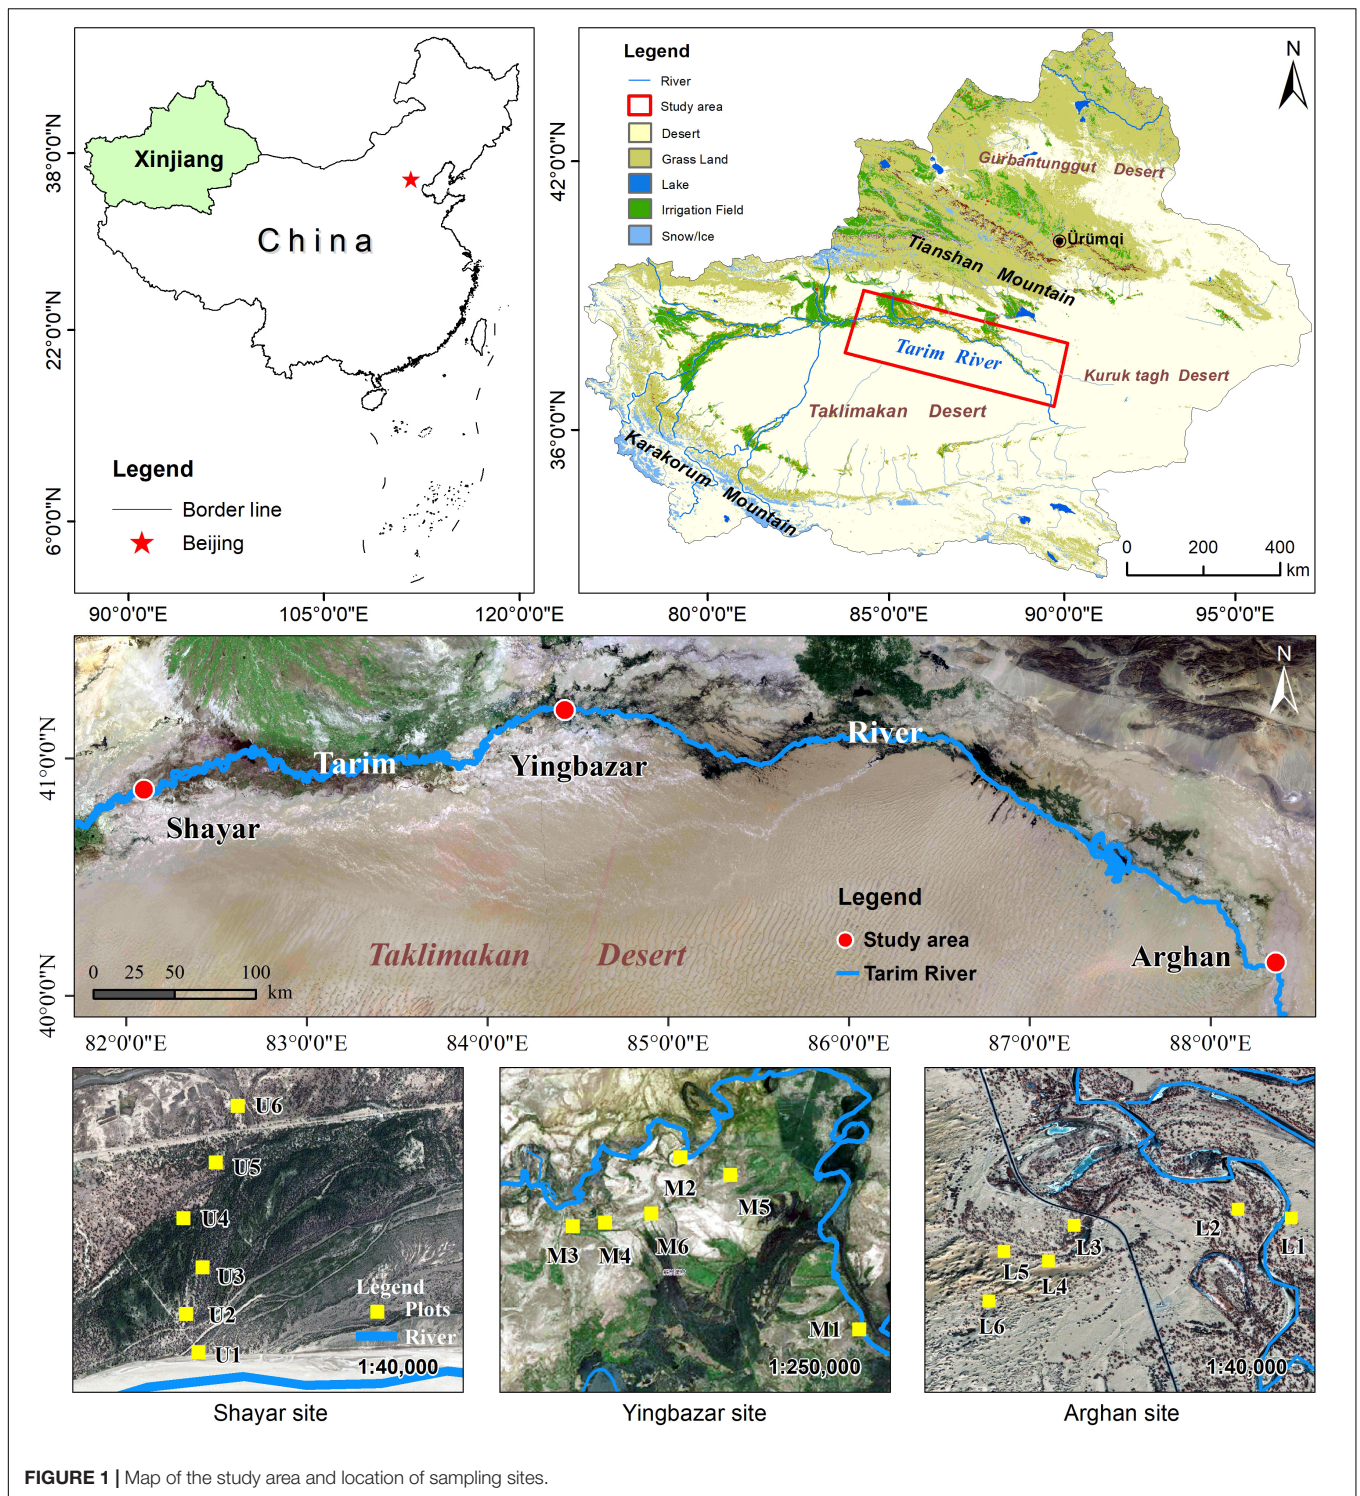 Xinjiang
China
Legend
Border line
Beijing
38°0'0"N
22°0'0"N
6°0'0"N
90°0'0"E
105°0'0"E
120°0'0"E
Legend
River
Study area
Desert
Grass Land
Lake
Irrigation Field
Snow/Ice
N
Gurbantunggut Desert
Ürümqi
Tianshan Mountain
Tarim River
Kuruk tagh Desert
Taklimakan Desert
Karakorum Mountain
0 200 400
km
42°0'0"N
36°0'0"N
80°0'0"E
85°0'0"E
90°0'0"E
95°0'0"E
N
Tarim
River
Yingbazar
Shayar
Arghan
Legend
Study area
Tarim River
Taklimakan Desert
0 25 50 100
km
41°0'0"N
40°0'0"N
82°0'0"E
83°0'0"E
84°0'0"E
85°0'0"E
86°0'0"E
87°0'0"E
88°0'0"E
U6
U5
U4
U3
U2
U1
Legend
Plots
River
1:40,000
Shayar site
M2
M5
M3
M4
M6
M1
1:250,000
Yingbazar site
L2
L1
L3
L5
L4
L6
1:40,000
Arghan site
FIGURE 1 | Map of the study area and location of sampling sites.